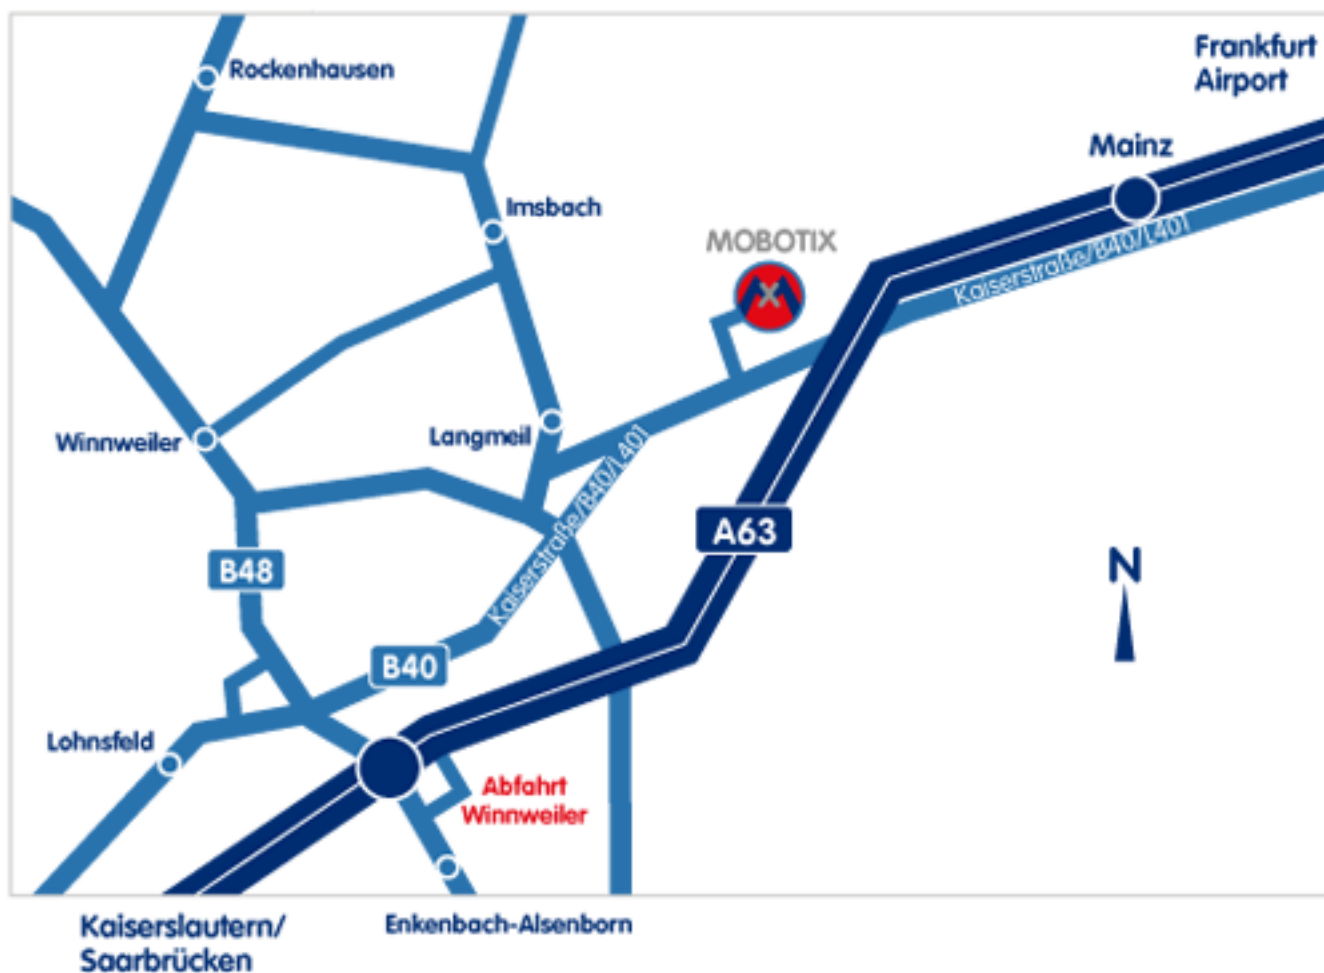 Frankfurt
Airport
Rockenhausen
Mainz
Imsbach
MOBOTIX
Kaiserstraße/B40/L401
Winnweiler
Langmeil
Kaiserstraße/B40/L401
A63
B48
N
B40
Lohnsfeld
Abfahrt
Winnweiler
Kaiserslautern/
Saarbrücken
Enkenbach-Alsenborn